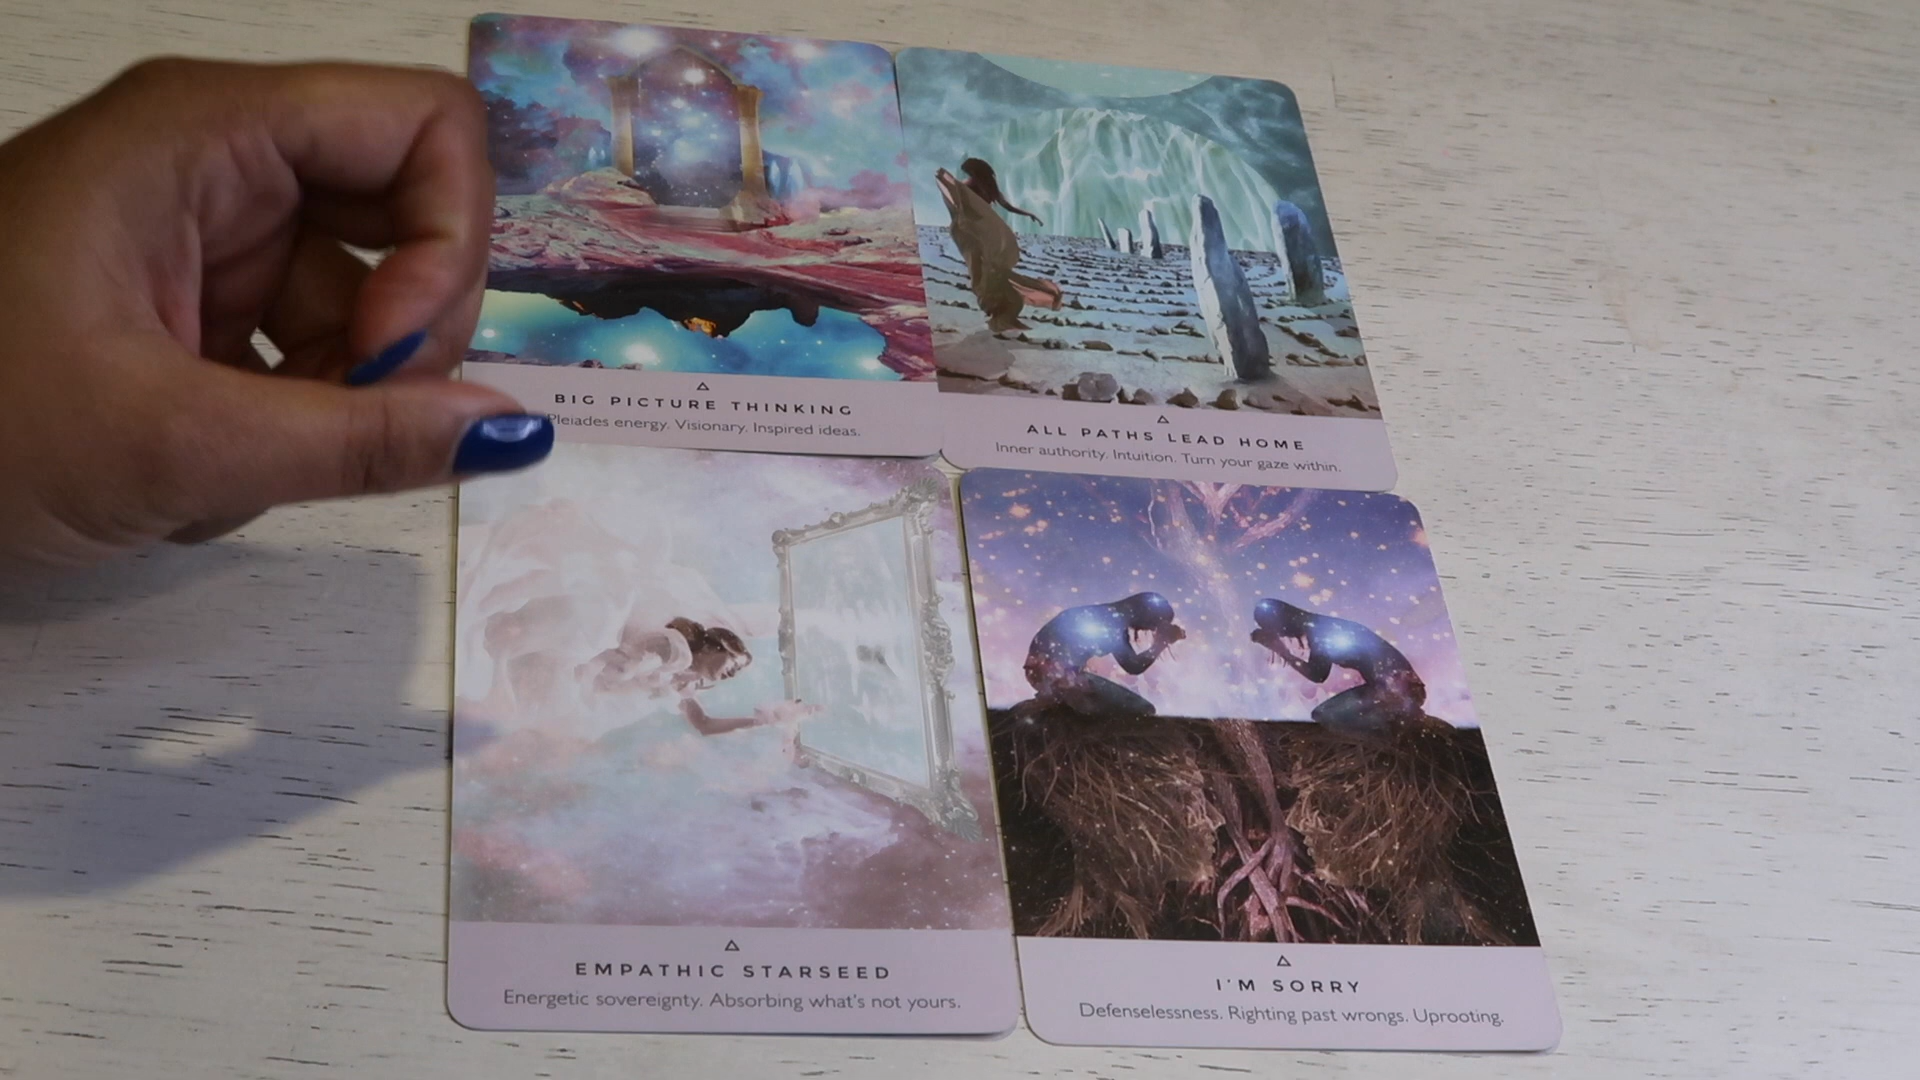 BIG PICTURE THINKING
Pleiades energy. Visionary. Inspired ideas.
ALL PATHS LEAD HOME
Inner authority. Intuition. Turn your gaze within.
EMPATHIC STARSEED
Energetic sovereignty. Absorbing what's not yours.
I'M SORRY
Defenselessness. Righting past wrongs. Uprooting.